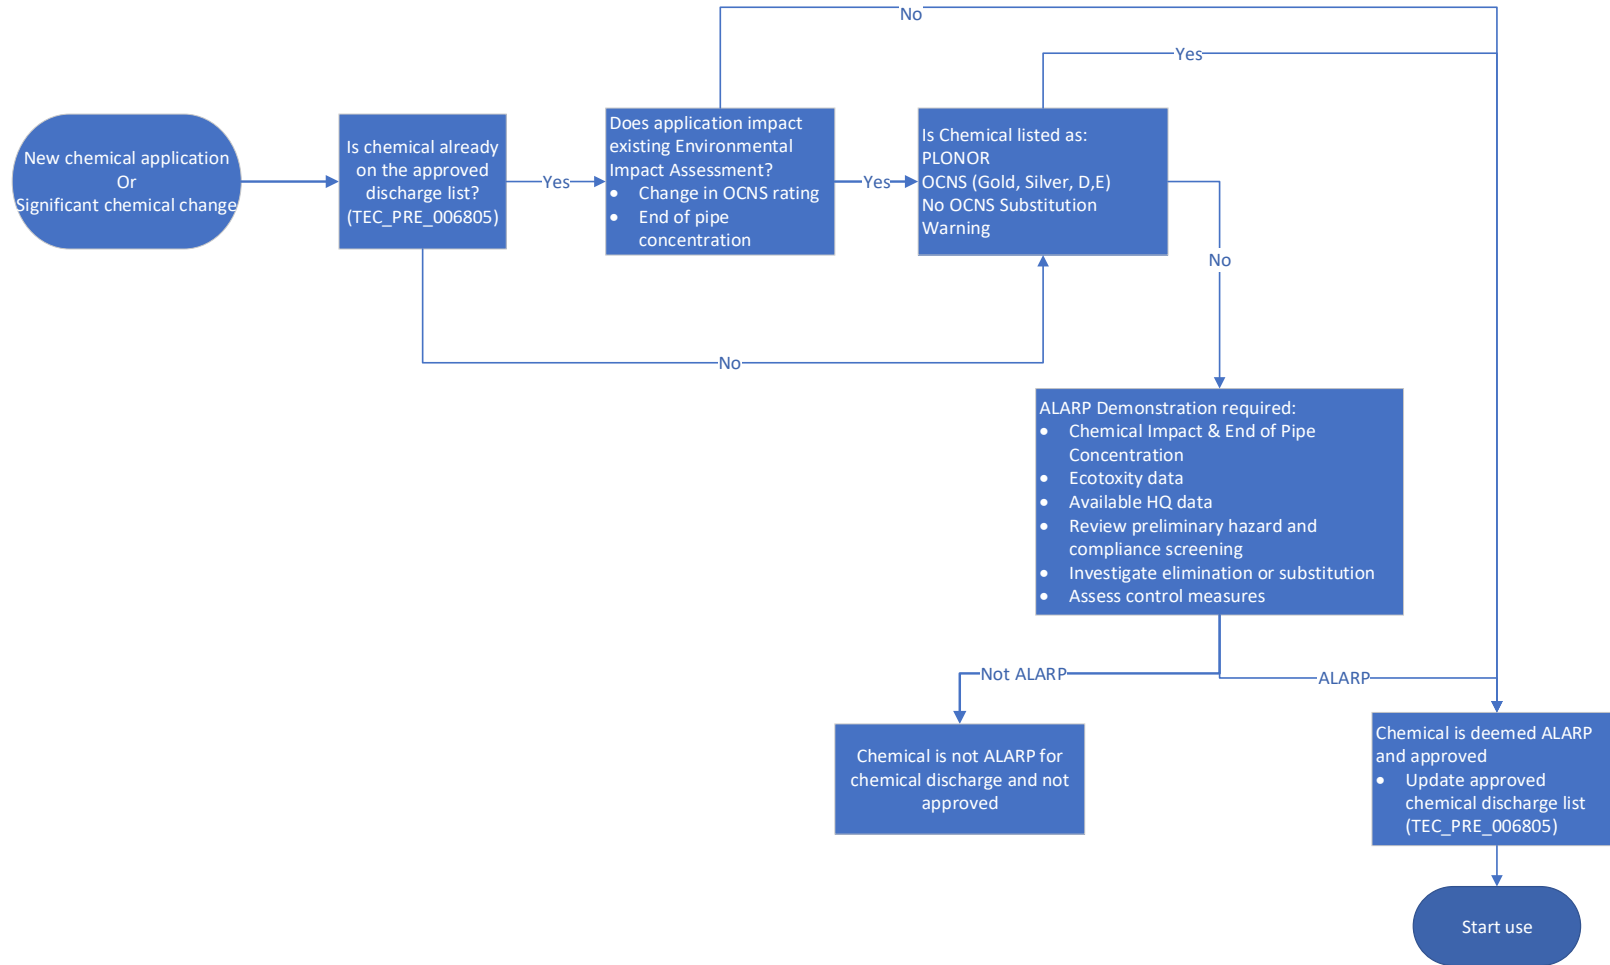 No
Yes
New chemical application
Or
Significant chemical change
Is chemical already
on the approved
discharge list?
(TEC_PRE_006805)
Yes
Does application impact
existing Environmental
Impact Assessment?
• Change in OCNS rating
• End of pipe
concentration
Yes
Is Chemical listed as:
PLONOR
OCNS (Gold, Silver, D,E)
No OCNS Substitution
Warning
No
No
ALARP Demonstration required:
• Chemical Impact & End of Pipe
Concentration
• Ecotoxity data
• Available HQ data
• Review preliminary hazard and
compliance screening
• Investigate elimination or substitution
• Assess control measures
Not ALARP
ALARP
Chemical is not ALARP for
chemical discharge and not
approved
Chemical is deemed ALARP
and approved
• Update approved
chemical discharge list
(TEC_PRE_006805)
Start use